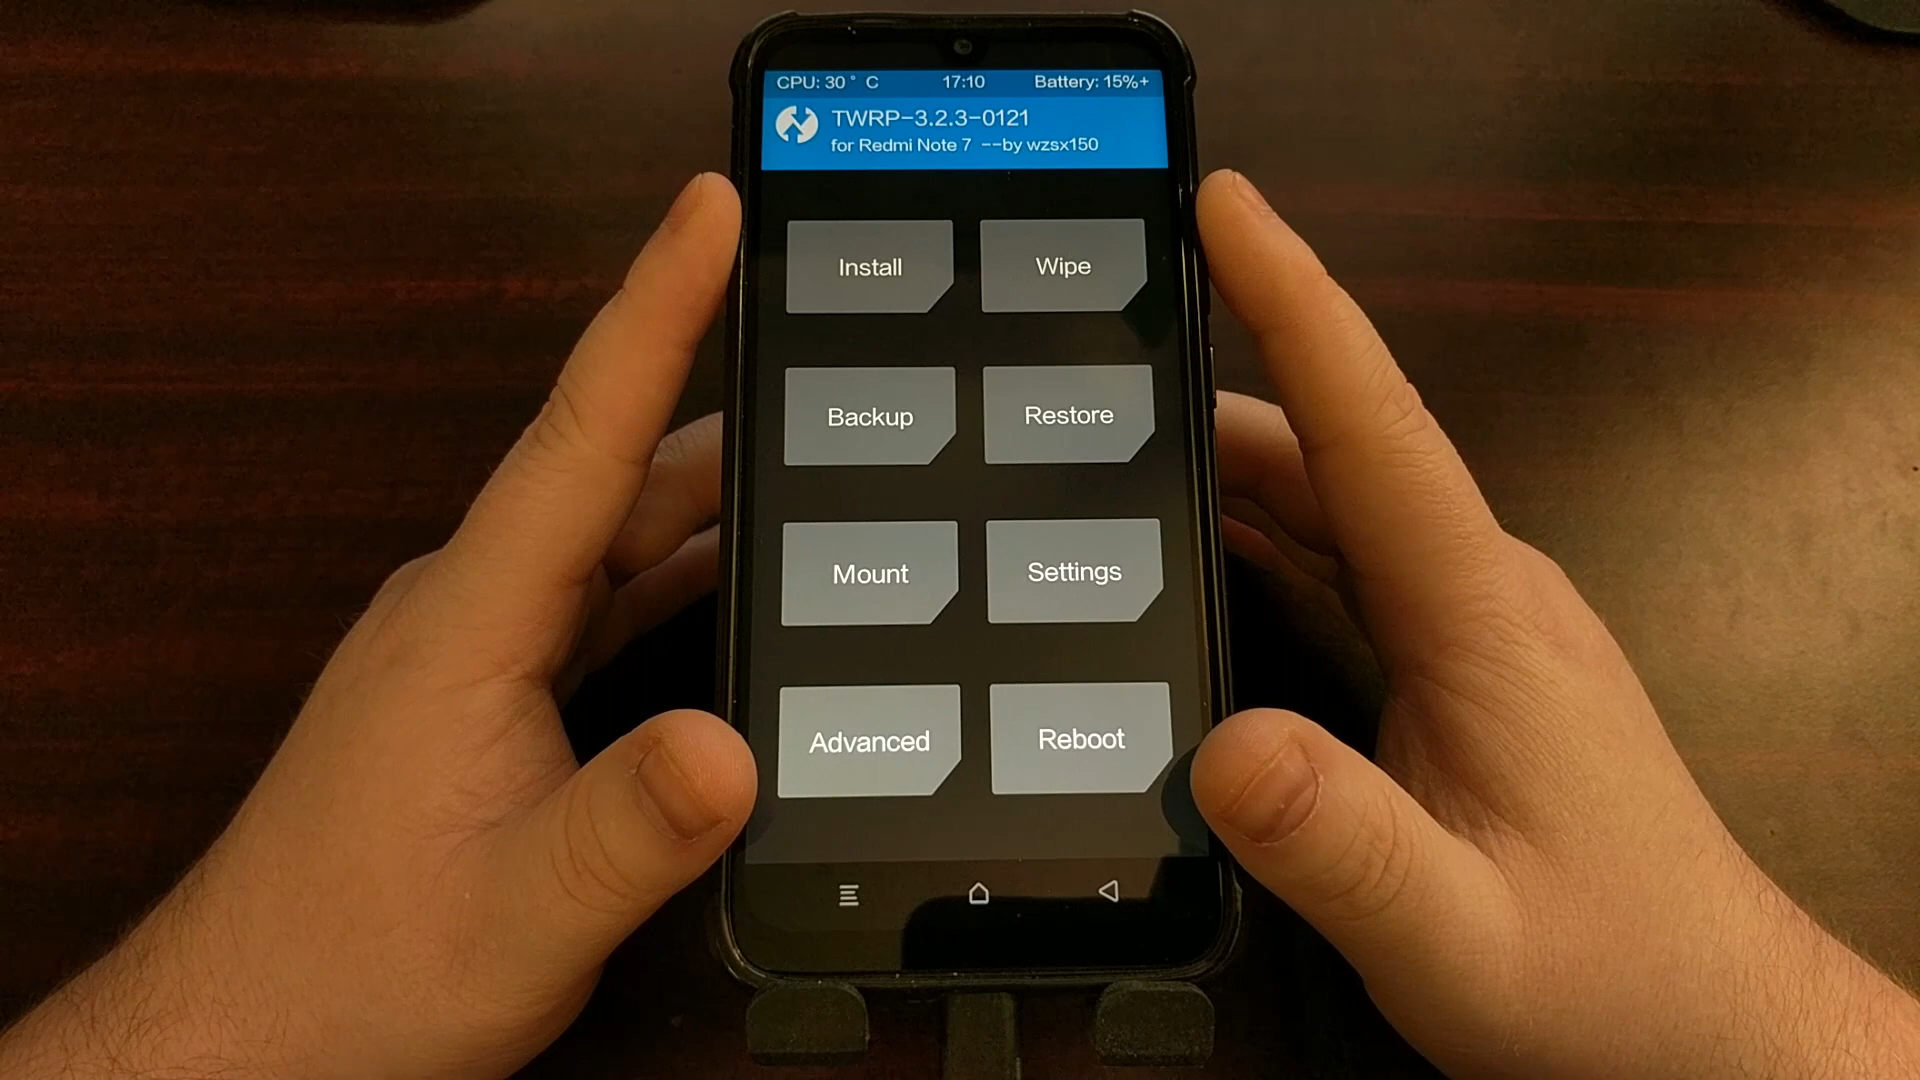 CPU: 30 ° C 17:10 Battery: 15%+
TWRP-3.2.3-0121
for Redmi Note 7 --by wzsx150
Install Wipe
Backup Restore
Mount Settings
Advanced Reboot